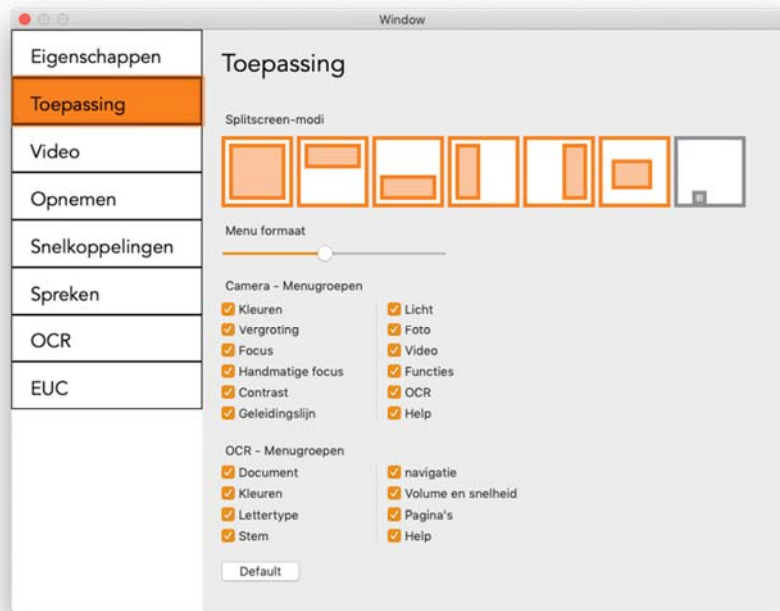 Window
Eigenschappen
Toepassing
Video
Opnemen
Snelkoppelingen
Spreken
OCR
EUC
Toepassing
Splitscreen-modi
Menu formaat
Camera - Menugroepen
Kleuren
Vergroting
Focus
Handmatige focus
Contrast
Geleidingslijn
Licht
Foto
Video
Functies
OCR
Help
OCR - Menugroepen
Document
Kleuren
Lettertype
Stem
navigatie
Volume en snelheid
Pagina's
Help
Default